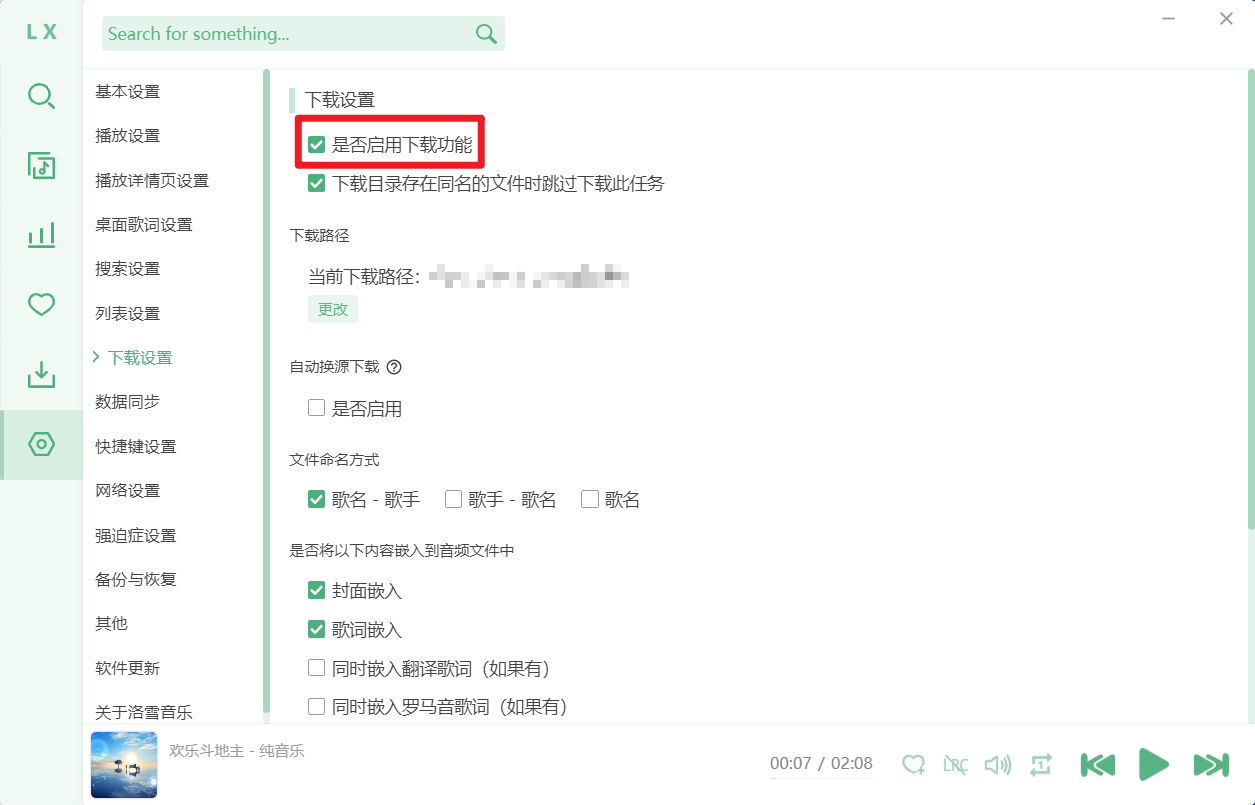 L X
Search for something...
基本设置
播放设置
播放详情页设置
桌面歌词设置
搜索设置
列表设置
下载设置
数据同步
快捷键设置
网络设置
强迫症设置
备份与恢复
其他
软件更新
关于洛雪音乐
下载设置
是否启用下载功能
下载目录存在同名的文件时跳过下载此任务
下载路径
当前下载路径：
更改
自动换源下载
是否启用
文件命名方式
歌名 - 歌手 歌手 - 歌名 歌名
是否将以下内容嵌入到音频文件中
封面嵌入
歌词嵌入
同时嵌入翻译歌词（如果有）
同时嵌入罗马音歌词（如果有）
欢乐斗地主 - 纯音乐
00:07 / 02:08
LRC
1